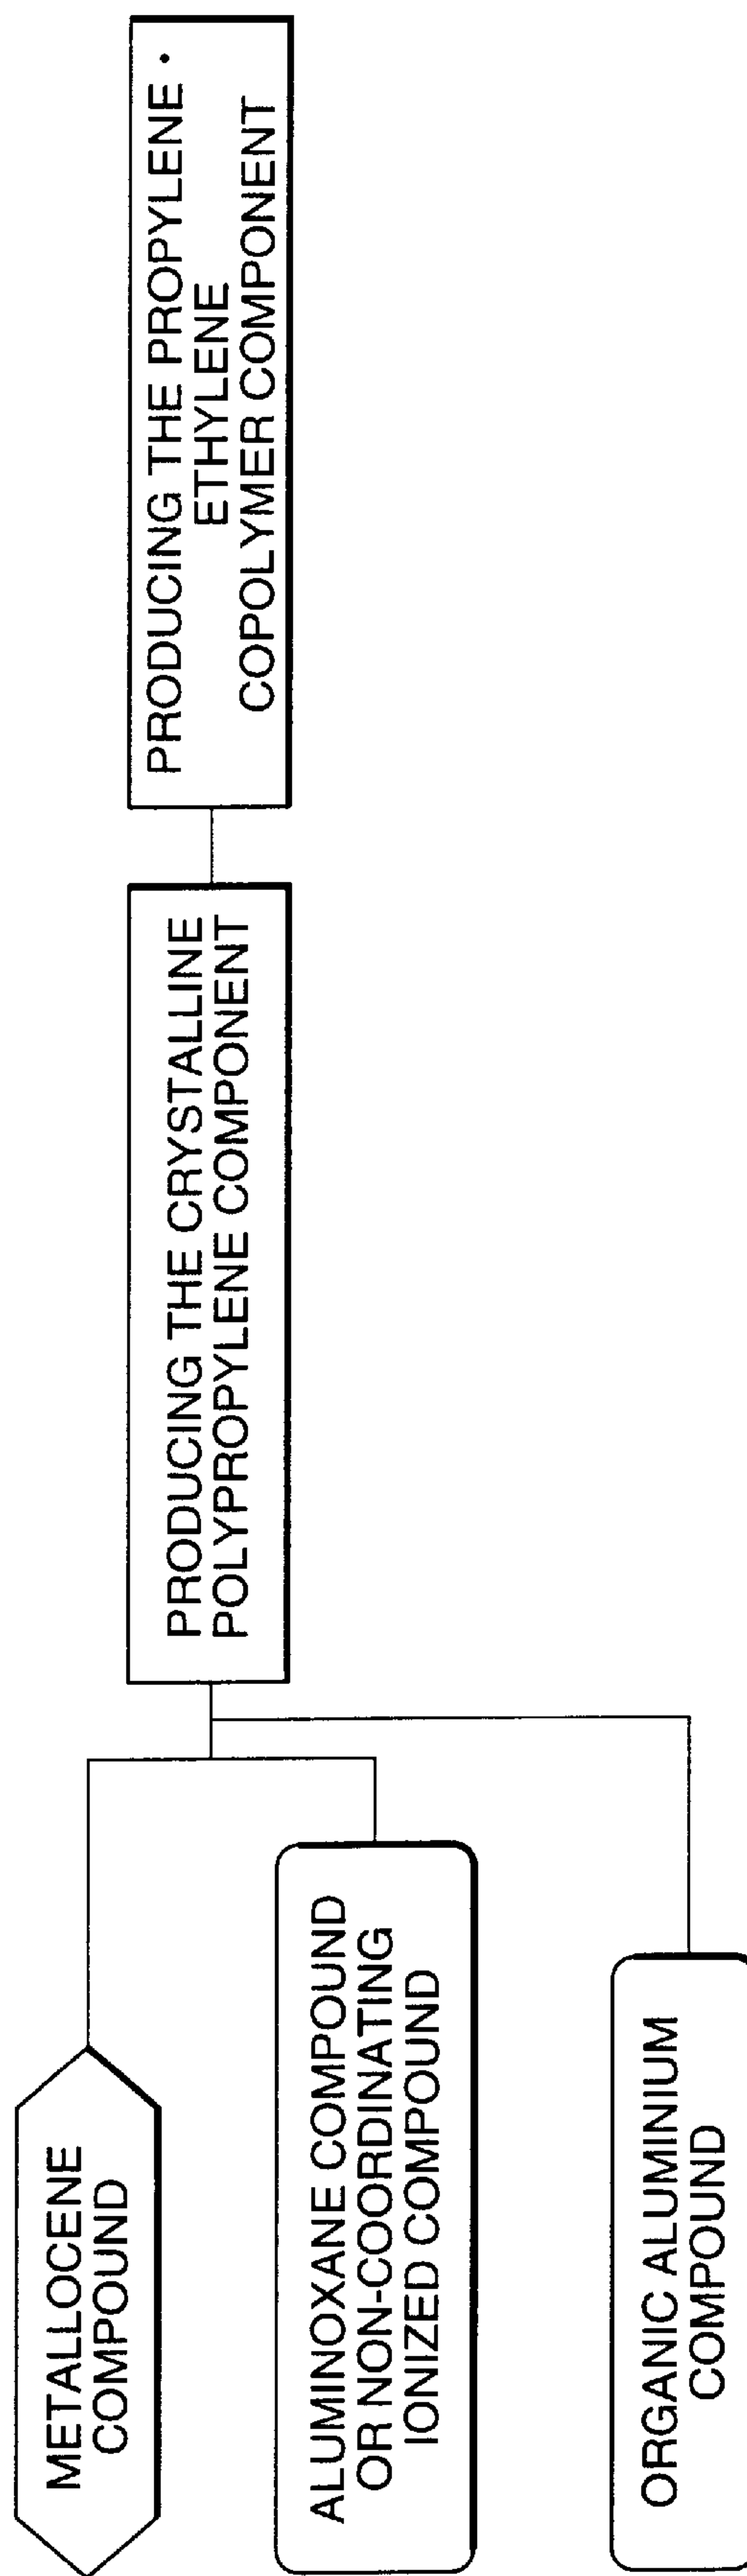 METALLOCENE
COMPOUND
ALUMINOXANE COMPOUND
OR NON-COORDINATING
IONIZED COMPOUND
ORGANIC ALUMINIUM
COMPOUND
PRODUCING THE CRYSTALLINE
POLYPROPYLENE COMPONENT
PRODUCING THE PROPYLENE •
ETHYLENE
COPOLYMER COMPONENT